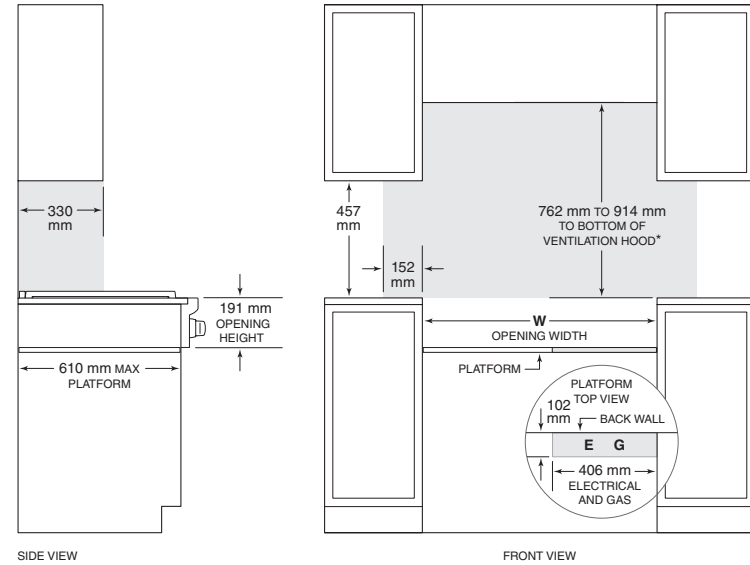 330
mm
191 mm
OPENING
HEIGHT
610 mm MAX
PLATFORM
SIDE VIEW
457
mm
762 mm TO 914 mm
TO BOTTOM OF
VENTILATION HOOD*
152
mm
W
OPENING WIDTH
PLATFORM
PLATFORM
TOP VIEW
102
mm
BACK WALL
E G
406 mm
ELECTRICAL
AND GAS
FRONT VIEW